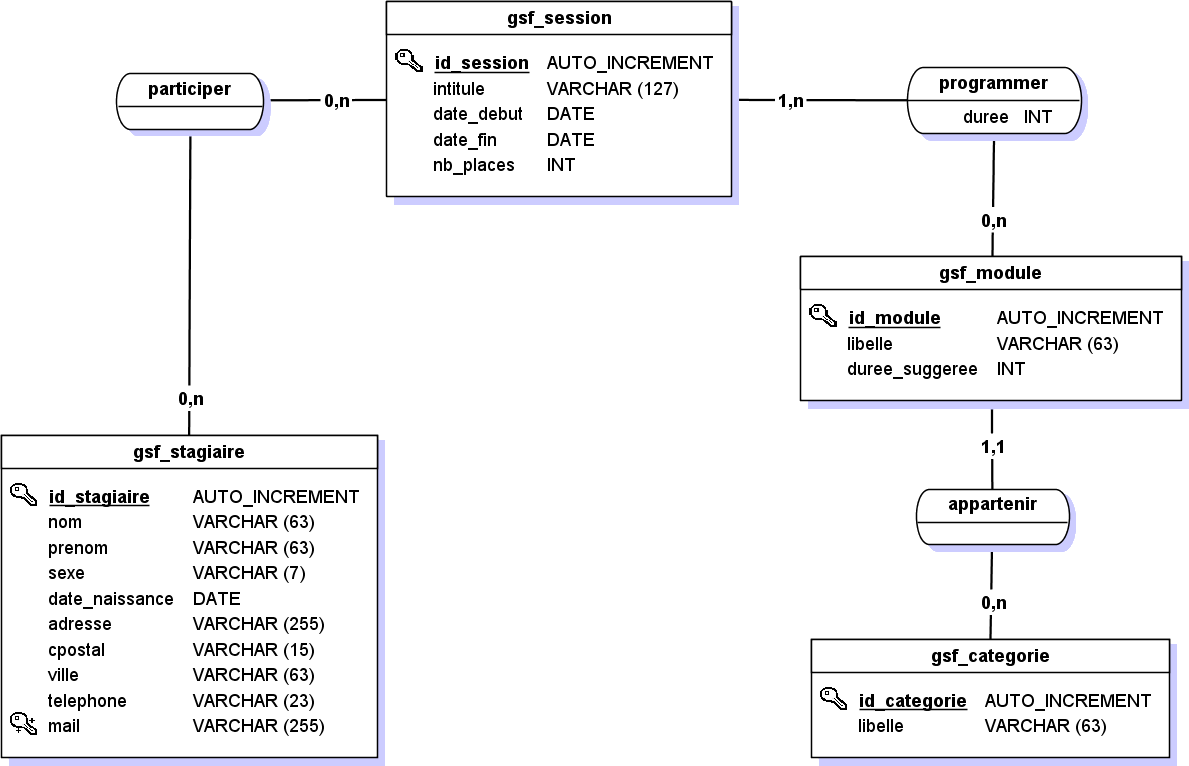 gsf_session
id_session AUTO_INCREMENT
intitule VARCHAR (127)
date_debut DATE
date_fin DATE
nb_places INT
participer
0,n
1,n
programmer
duree INT
0,n
0,n
gsf_module
id_module AUTO_INCREMENT
libelle VARCHAR (63)
duree_suggeree INT
gsf_stagiaire
id_stagiaire AUTO_INCREMENT
nom VARCHAR (63)
prenom VARCHAR (63)
sexe VARCHAR (7)
date_naissance DATE
adresse VARCHAR (255)
cpostal VARCHAR (15)
ville VARCHAR (63)
telephone VARCHAR (23)
mail VARCHAR (255)
1,1
appartenir
0,n
gsf_categorie
id_categorie AUTO_INCREMENT
libelle VARCHAR (63)